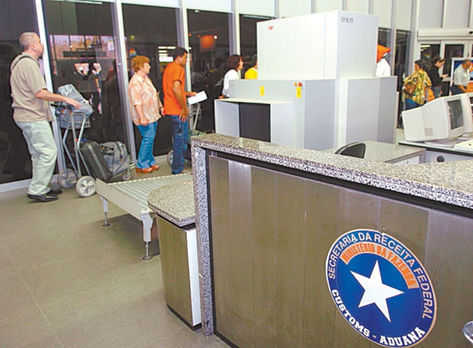 SECRETARIA DA RECEITA FEDERAL
MINISTÉRIO DA FAZENDA
CUSTOMS - ADUANA